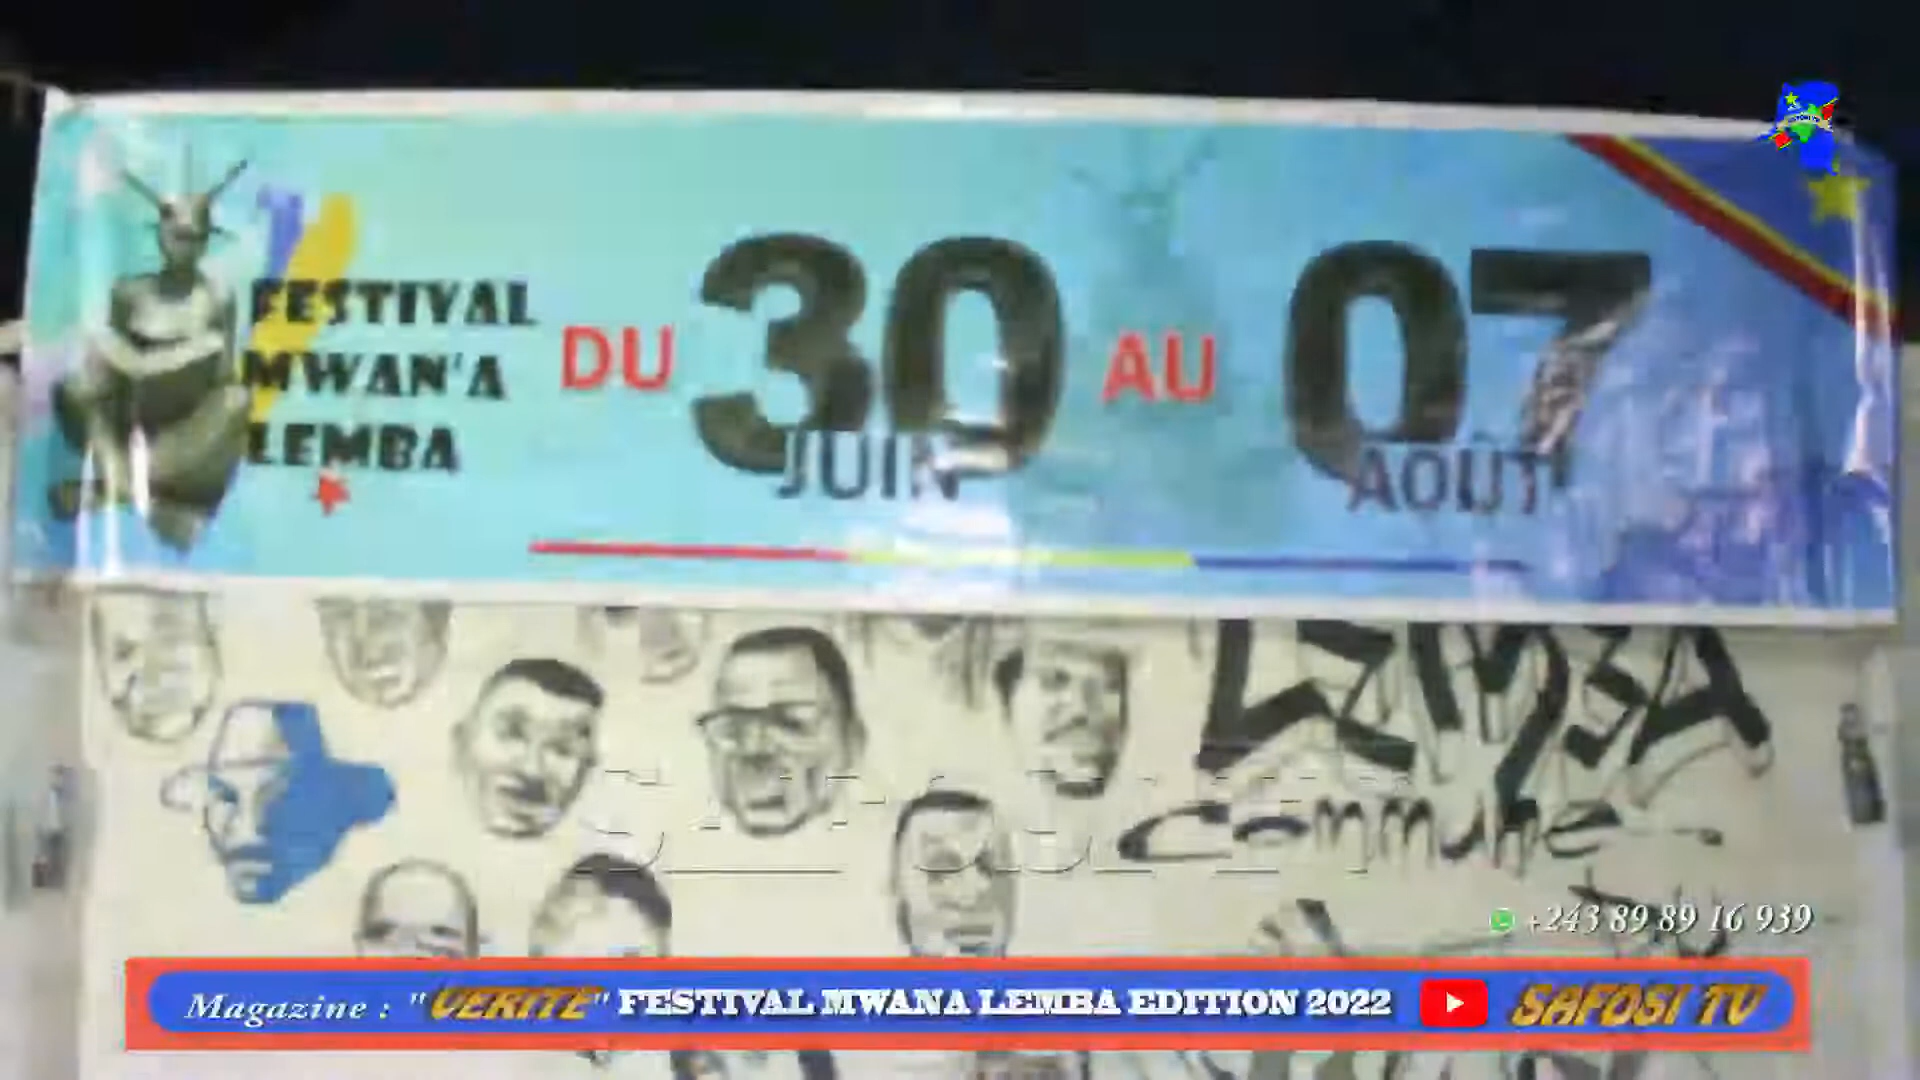 FESTIVAL
MWAN'A
LEMBA
DU 30 JUIN AU 07 AOÛT
LEMBA
Commune
+243 89 89 16 939
Magazine : "VERITE" FESTIVAL MWANA LEMBA EDITION 2022 SAFOSI TV